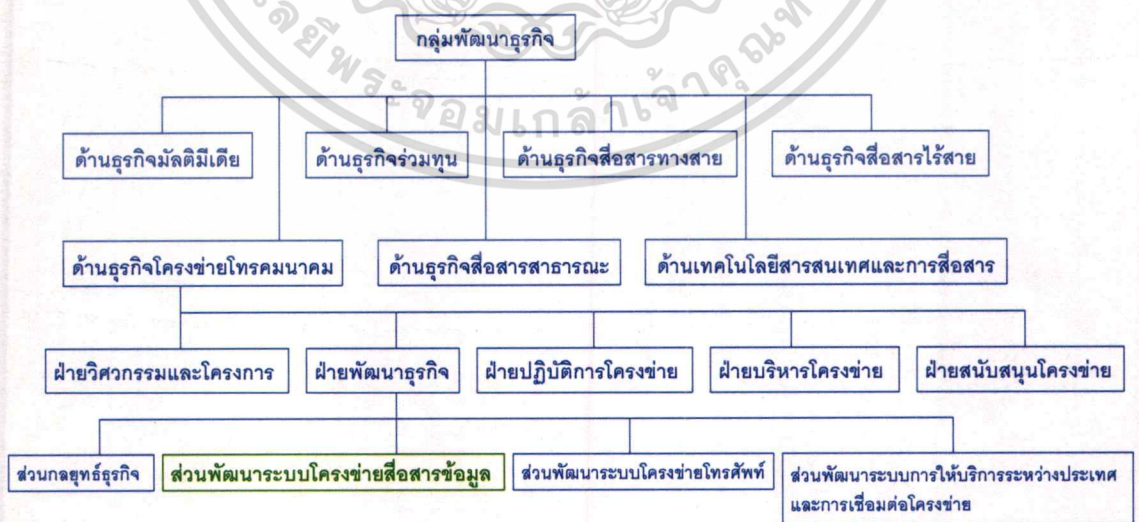 กลุ่มพัฒนาธุรกิจ
ด้านธุรกิจมัลติมีเดีย
ด้านธุรกิจร่วมทุน
ด้านธุรกิจสื่อสารทางสาย
ด้านธุรกิจสื่อสารไร้สาย
ด้านธุรกิจโครงข่ายโทรคมนาคม
ด้านธุรกิจสื่อสารสาธารณะ
ด้านเทคโนโลยีสารสนเทศและการสื่อสาร
ฝ่ายวิศวกรรมและโครงการ
ฝ่ายพัฒนาธุรกิจ
ฝ่ายปฏิบัติการโครงข่าย
ฝ่ายบริหารโครงข่าย
ฝ่ายสนับสนุนโครงข่าย
ส่วนกลยุทธ์ธุรกิจ
ส่วนพัฒนาระบบโครงข่ายสื่อสารข้อมูล
ส่วนพัฒนาระบบโครงข่ายโทรศัพท์
ส่วนพัฒนาระบบการให้บริการระหว่างประเทศ
และการเชื่อมต่อโครงข่าย